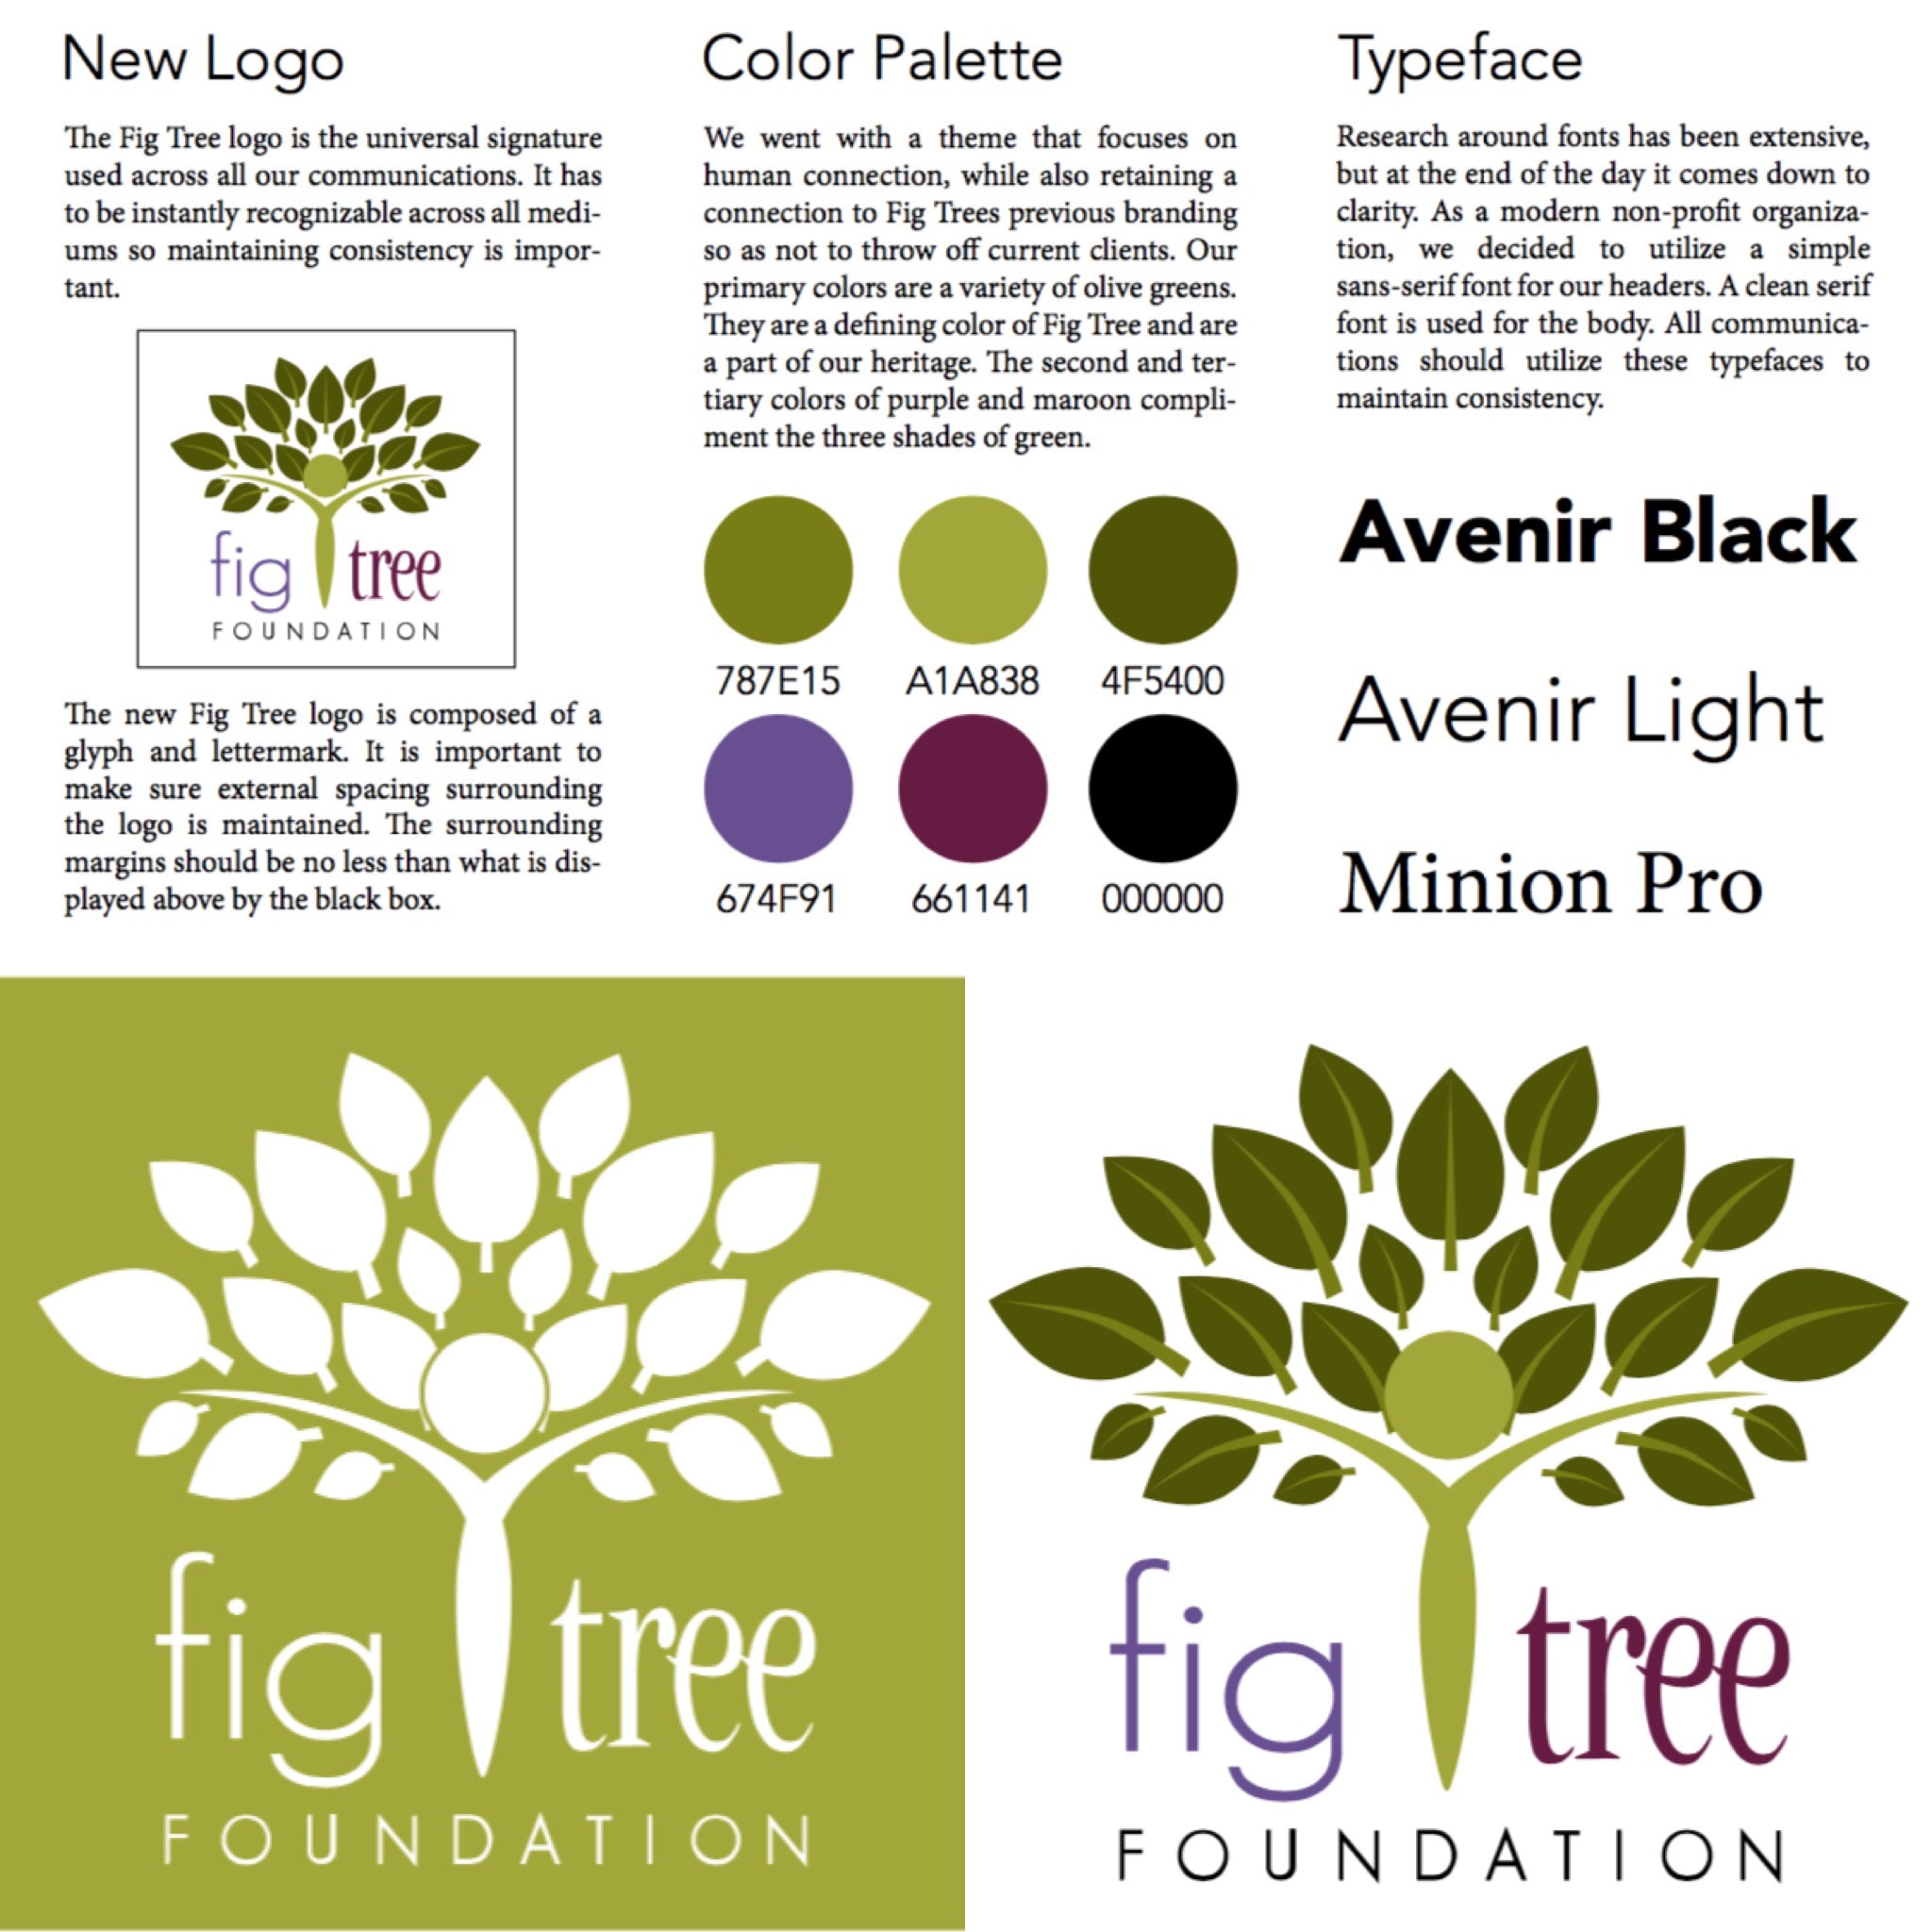 New Logo
The Fig Tree logo is the universal signature
used across all our communications. It has
to be instantly recognizable across all medi-
ums so maintaining consistency is impor-
tant.
fig tree
FOUNDATION
The new Fig Tree logo is composed of a
glyph and lettermark. It is important to
make sure external spacing surrounding
the logo is maintained. The surrounding
margins should be no less than what is dis-
played above by the black box.
Color Palette
We went with a theme that focuses on
human connection, while also retaining a
connection to Fig Trees previous branding
so as not to throw off current clients. Our
primary colors are a variety of olive greens.
They are a defining color of Fig Tree and are
a part of our heritage. The second and ter-
tiary colors of purple and maroon compli-
ment the three shades of green.
787E15 A1A838 4F5400
674F91 661141 000000
Typeface
Research around fonts has been extensive,
but at the end of the day it comes down to
clarity. As a modern non-profit organiza-
tion, we decided to utilize a simple
sans-serif font for our headers. A clean serif
font is used for the body. All communica-
tions should utilize these typefaces to
maintain consistency.
Avenir Black
Avenir Light
Minion Pro
fig tree
FOUNDATION
fig tree
FOUNDATION